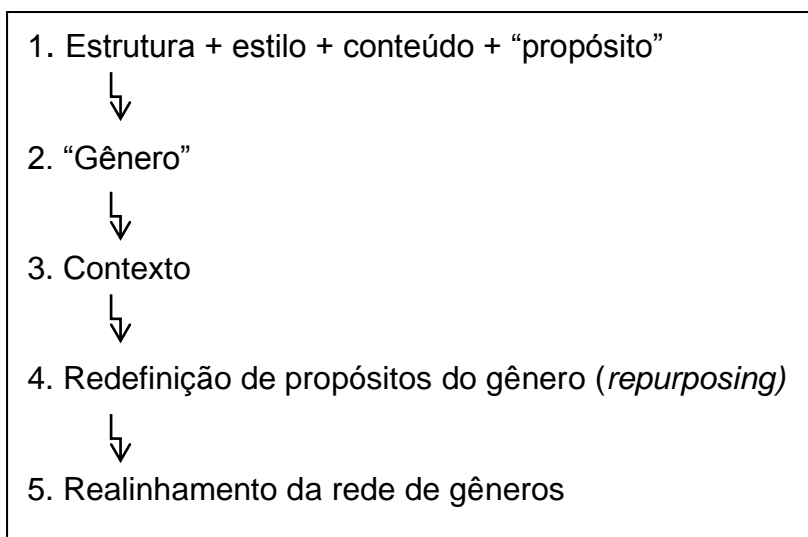 1. Estrutura + estilo + conteúdo + “propósito”
2. “Gênero”
3. Contexto
4. Redefinição de propósitos do gênero (repurposing)
5. Realinhamento da rede de gêneros